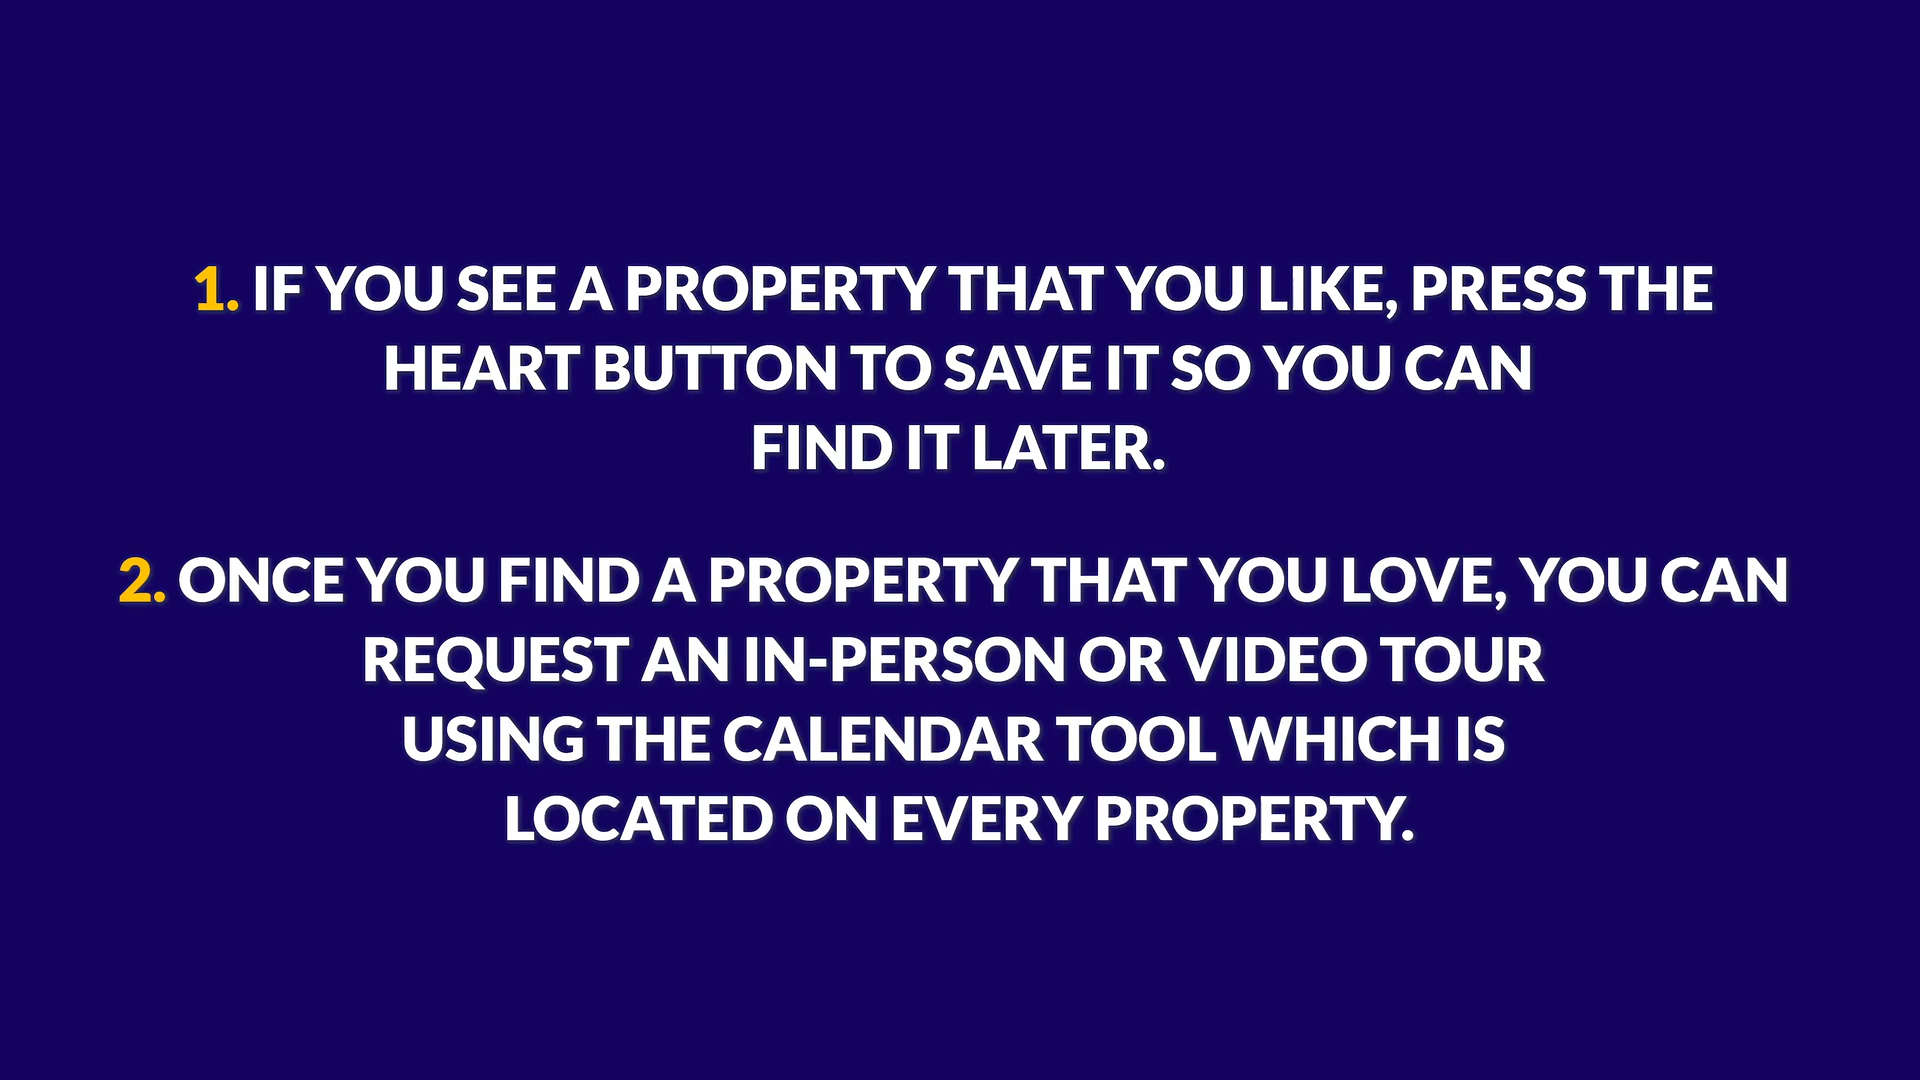 1. IF YOU SEE A PROPERTY THAT YOU LIKE, PRESS THE
HEART BUTTON TO SAVE IT SO YOU CAN
FIND IT LATER.
2. ONCE YOU FIND A PROPERTY THAT YOU LOVE, YOU CAN
REQUEST AN IN-PERSON OR VIDEO TOUR
USING THE CALENDAR TOOL WHICH IS
LOCATED ON EVERY PROPERTY.